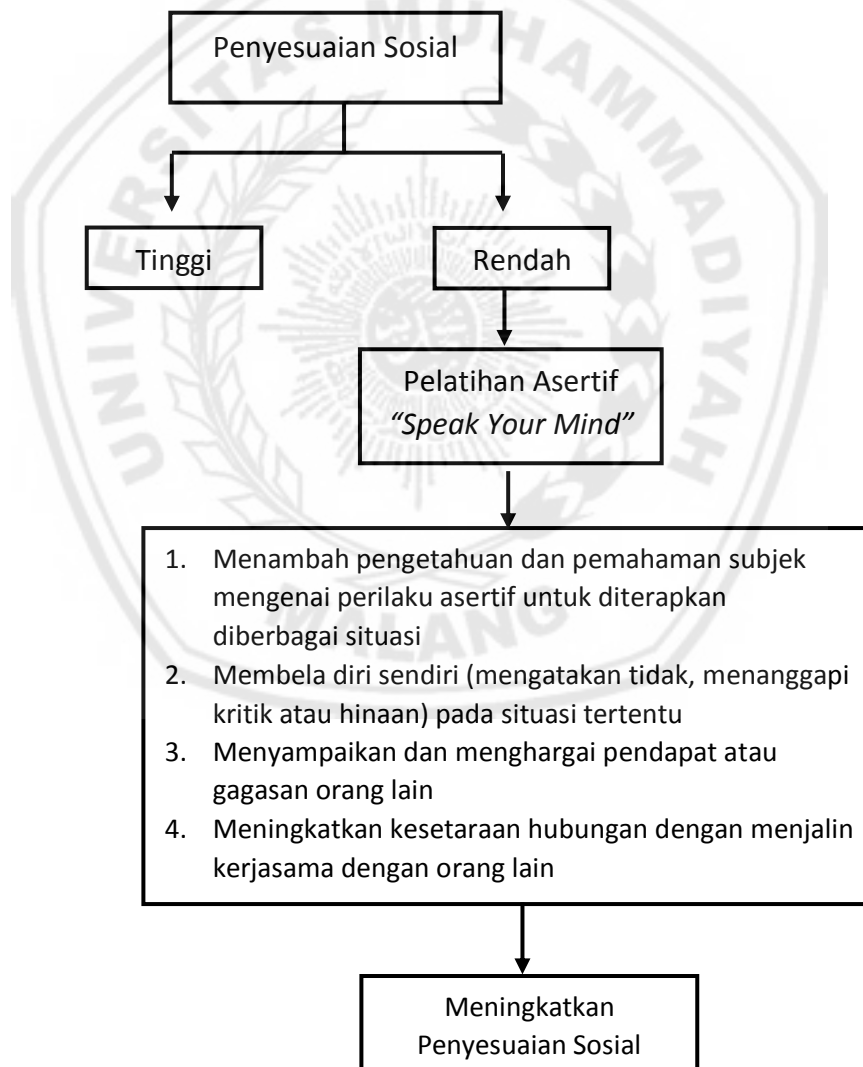 UNIVERSITAS MUHAMMADIYAH
MALANG
Penyesuaian Sosial
Tinggi
Rendah
Pelatihan Asertif
“Speak Your Mind”
1. Menambah pengetahuan dan pemahaman subjek
mengenai perilaku asertif untuk diterapkan
diberbagai situasi
2. Membela diri sendiri (mengatakan tidak, menanggapi
kritik atau hinaan) pada situasi tertentu
3. Menyampaikan dan menghargai pendapat atau
gagasan orang lain
4. Meningkatkan kesetaraan hubungan dengan menjalin
kerjasama dengan orang lain
Meningkatkan
Penyesuaian Sosial